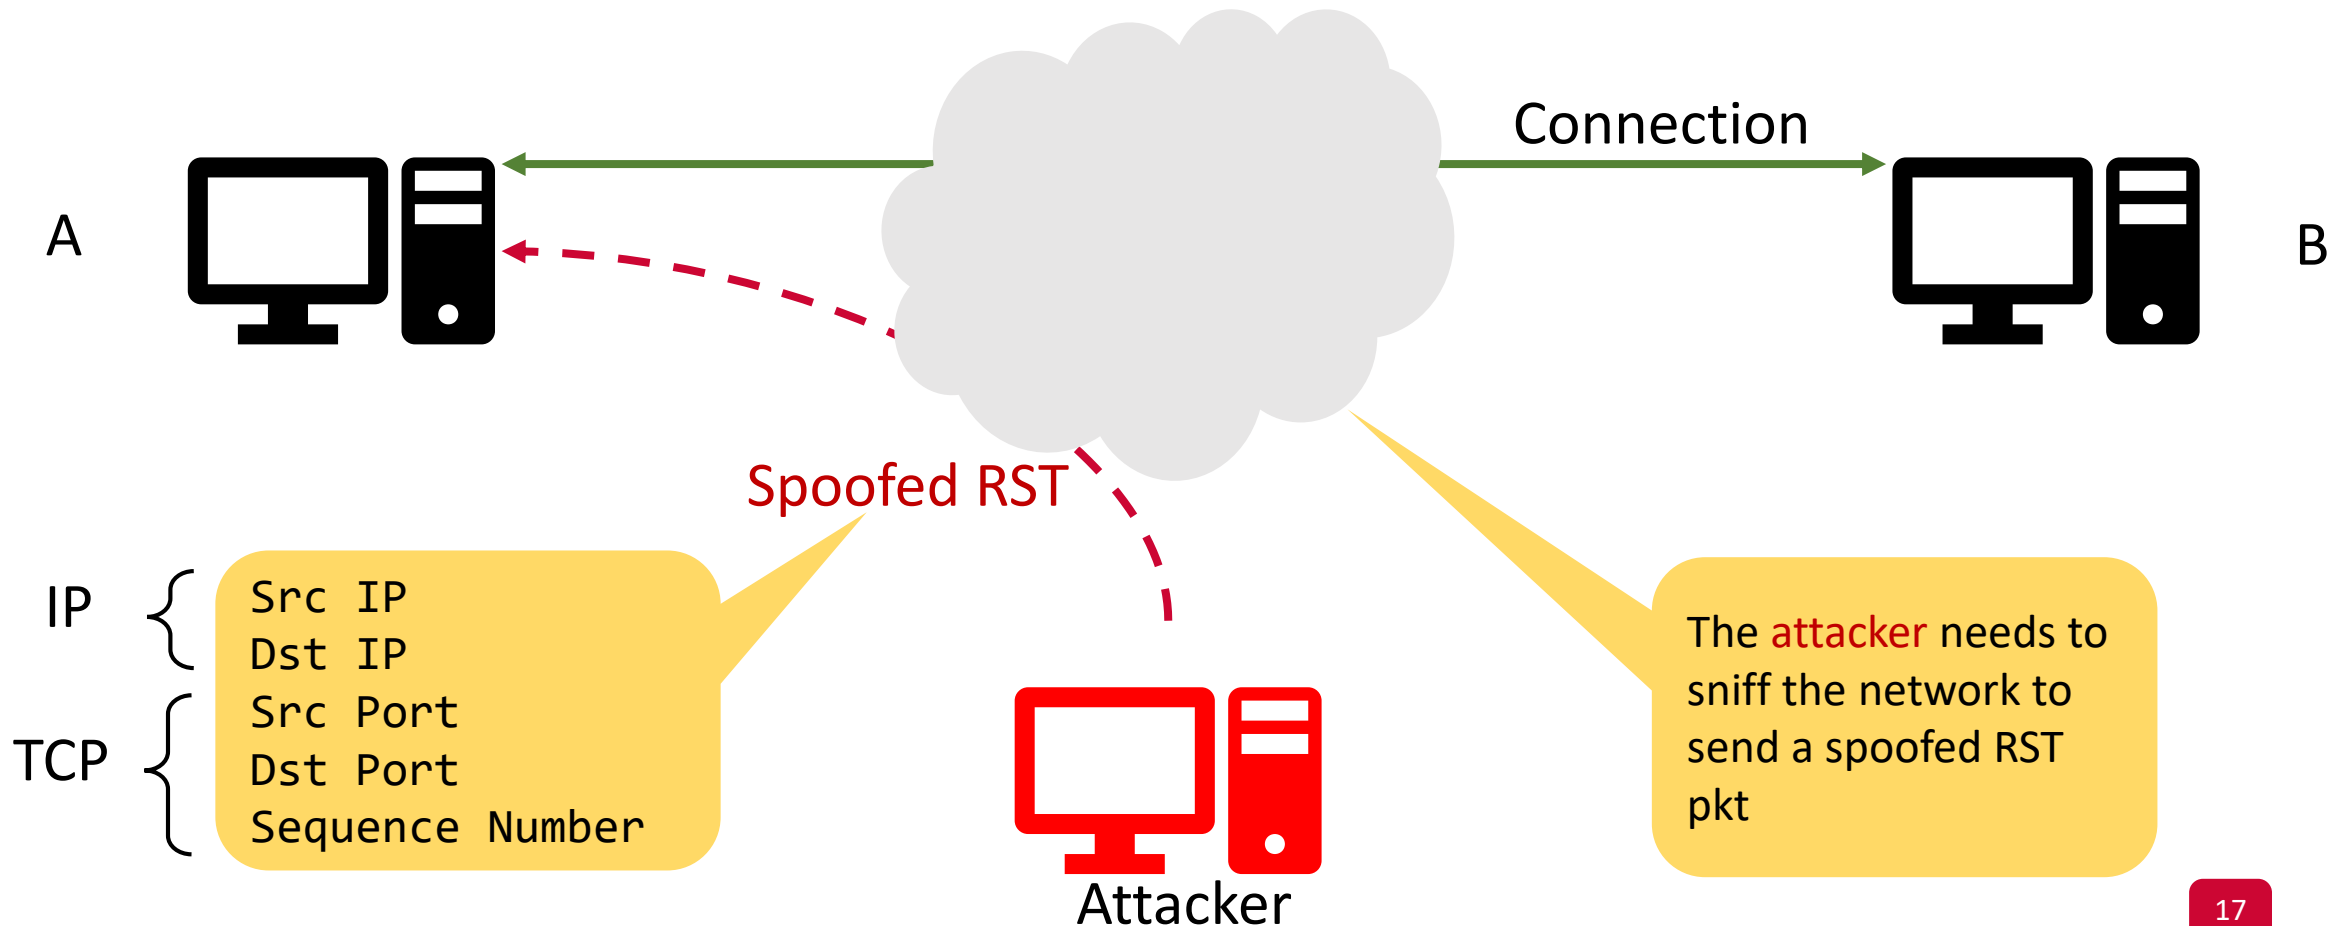 Connection
A
B
Spoofed RST
IP
Src IP
Dst IP
TCP
Src Port
Dst Port
Sequence Number
The attacker needs to
sniff the network to
send a spoofed RST
pkt
Attacker
17